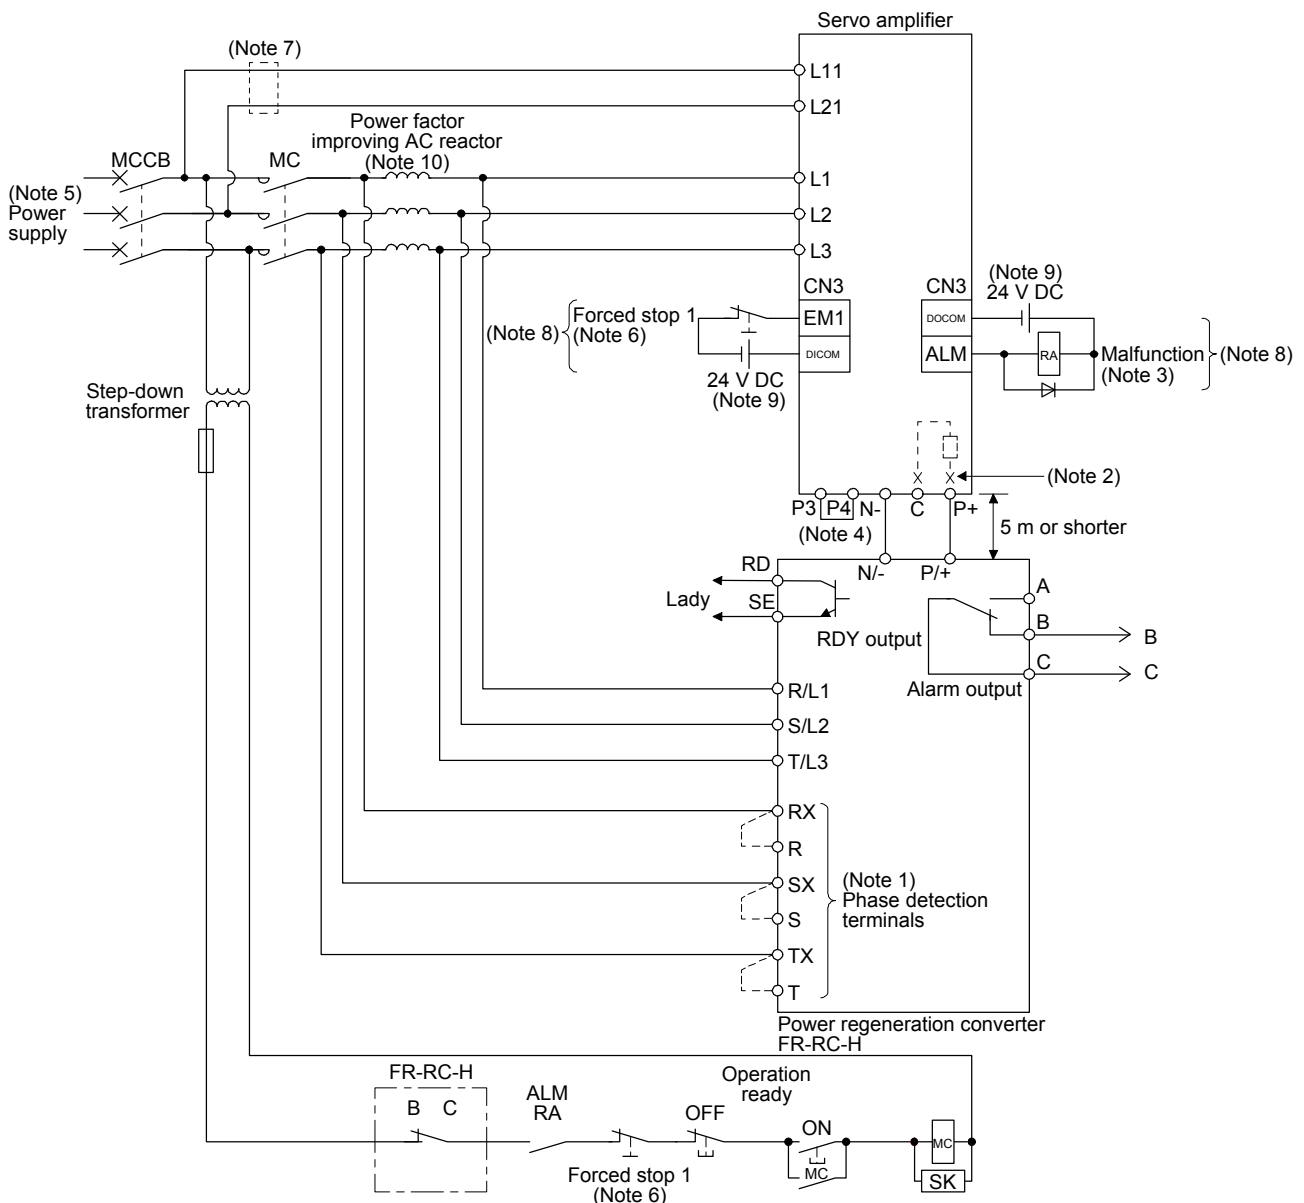 Servo amplifier
(Note 7)
L11
L21
Power factor
improving AC reactor
(Note 10)
MCCB
MC
L1
(Note 5)
Power
supply
L2
L3
CN3
CN3
(Note 9)
24 V DC
(Note 8)
Forced stop 1
(Note 6)
EM1
DICOM
24 V DC
(Note 9)
DOCOM
ALM
RA
Malfunction
(Note 3)
(Note 8)
Step-down
transformer
(Note 2)
P3
P4
N-
C
P+
(Note 4)
5 m or shorter
N/-
P/+
RD
Lady
SE
RDY output
A
B
B
C
C
Alarm output
R/L1
S/L2
T/L3
RX
R
SX
S
TX
T
(Note 1)
Phase detection
terminals
Power regeneration converter
FR-RC-H
FR-RC-H
B C
ALM
RA
Forced stop 1
(Note 6)
OFF
Operation
ready
ON
MC
MC
SK